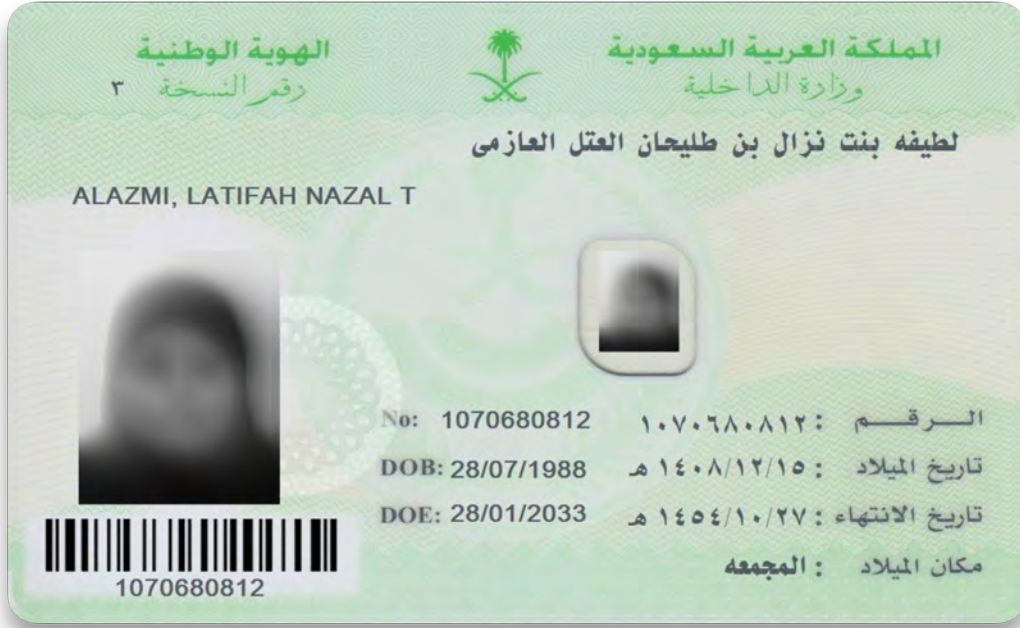 المملكة العربية السعودية
الهوية الوطنية
وزارة الداخلية
رقم النسخة ٣
لطيفه بنت نزال بن طليحان العتل العازمى
ALAZMI, LATIFAH NAZAL T
الـــرقــــم : ١٠٧٠٦٨٠٨١٢ No: 1070680812
تاريخ الميلاد : ١٤٠٨/١٢/١٥ هـ DOB: 28/07/1988
تاريخ الانتهاء : ١٤٥٤/١٠/٢٧ هـ DOE: 28/01/2033
مكان الميلاد : المجمعه
1070680812